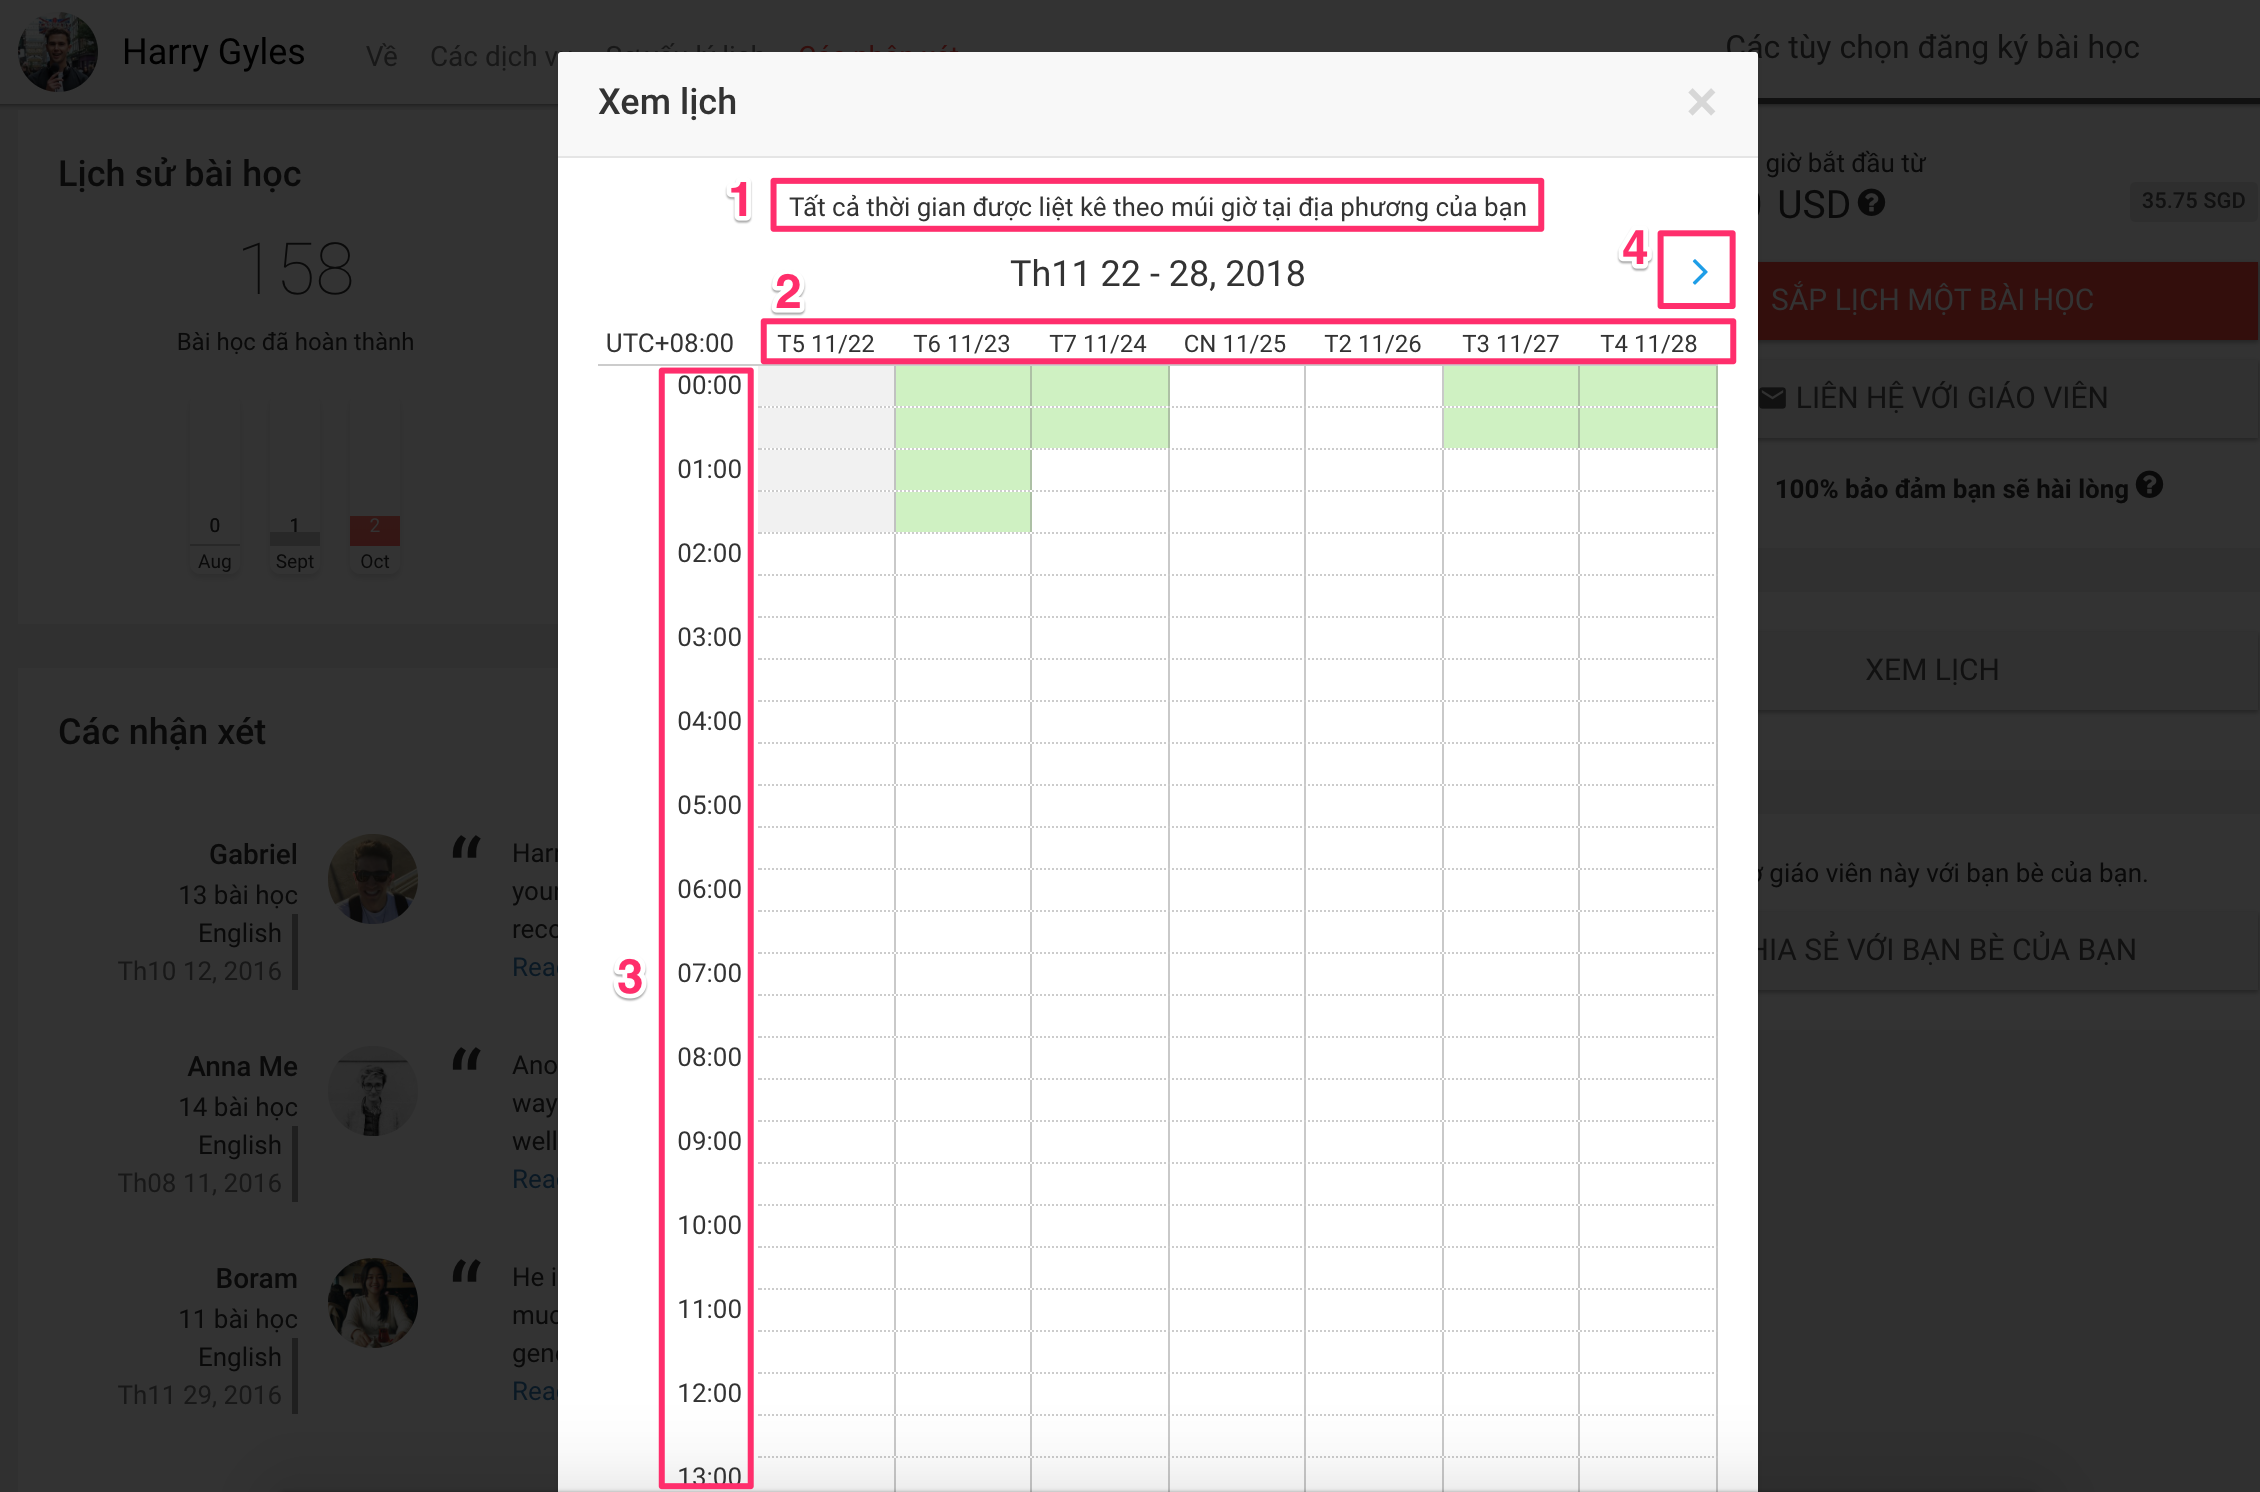 Harry Gyles
Về
Các dịch v
Các tùy chọn đăng ký bài học
Xem lịch
×
Lịch sử bài học
158
Bài học đã hoàn thành
0
1
2
Aug
Sept
Oct
1
Tất cả thời gian được liệt kê theo múi giờ tại địa phương của bạn
4
Th11 22 - 28, 2018
2
UTC+08:00
T5 11/22
T6 11/23
T7 11/24
CN 11/25
T2 11/26
T3 11/27
T4 11/28
3
00:00
01:00
02:00
03:00
04:00
05:00
06:00
07:00
08:00
09:00
10:00
11:00
12:00
13:00
giờ bắt đầu từ
USD
35.75 SGD
SẮP LỊCH MỘT BÀI HỌC
LIÊN HỆ VỚI GIÁO VIÊN
100% bảo đảm bạn sẽ hài lòng
XEM LỊCH
giáo viên này với bạn bè của bạn.
HIA SẺ VỚI BẠN BÈ CỦA BẠN
Các nhận xét
Gabriel
13 bài học
English
Th10 12, 2016
“
Harr
your
reco
Rea
Anna Me
14 bài học
English
Th08 11, 2016
“
Ano
way
well
Rea
Boram
11 bài học
English
Th11 29, 2016
“
He i
muc
gene
Rea